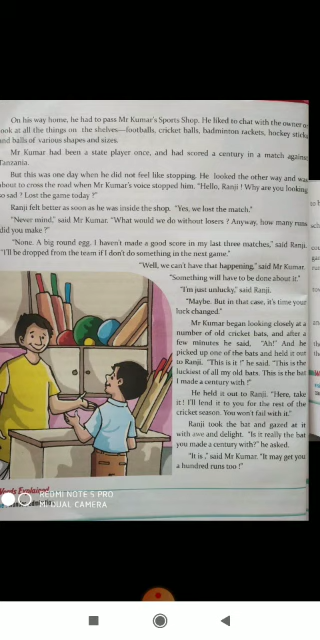 On his way home, he had to pass Mr Kumar's Sports Shop. He liked to chat with the owner or
look at all the things on the shelves—footballs, cricket balls, badminton rackets, hockey sticks
and balls of various shapes and sizes.
Mr Kumar had been a state player once, and had scored a century in a match against
Tanzania.
But this was one day when he did not feel like stopping. He looked the other way and was
about to cross the road when Mr Kumar's voice stopped him. "Hello, Ranji! Why are you looking
so sad? Lost the game today?"
Ranji felt better as soon as he was inside the shop. "Yes, we lost the match."
"Never mind," said Mr Kumar. "What would we do without losers? Anyway, how many runs
did you make?"
"None. A big round egg. I haven't made a good score in my last three matches," said Ranji.
"I'll be dropped from the team if I don't do something in the next game."
"Well, we can't have that happening," said Mr Kumar.
"Something will have to be done about it."
"I'm just unlucky," said Ranji.
"Maybe. But in that case, it's time your
luck changed."
Mr Kumar began looking closely at a
number of old cricket bats, and after a
few minutes he said, "Ah!" And he
picked up one of the bats and held it out
to Ranji. "This is it!" he said. "This is the
luckiest of all my old bats. This is the bat
I made a century with!"
He held it out to Ranji. "Here, take
it! I'll lend it to you for the rest of the
cricket season. You won't fail with it."
Ranji took the bat and gazed at it
with awe and delight. "Is it really the bat
you made a century with?" he asked.
"It is," said Mr Kumar. "It may get you
a hundred runs too!"
Words Explained
REDMI NOTE 5 PRO
MI DUAL CAMERA